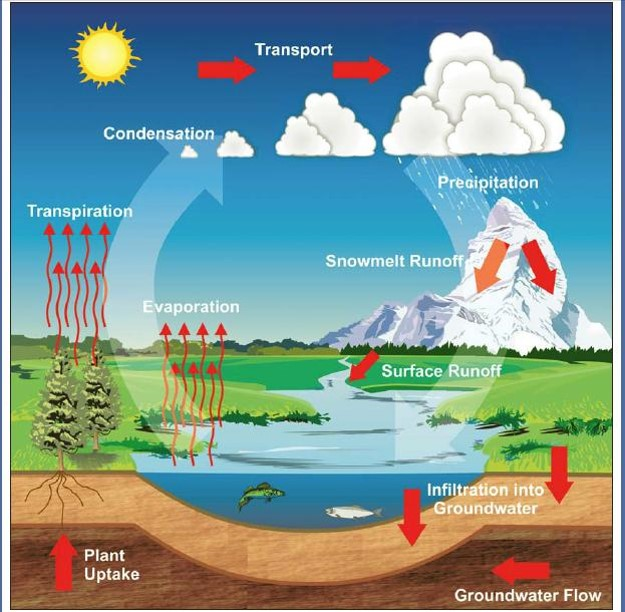 Transport
Condensation
Precipitation
Transpiration
Snowmelt Runoff
Evaporation
Surface Runoff
Infiltration into
Groundwater
Plant
Uptake
Groundwater Flow